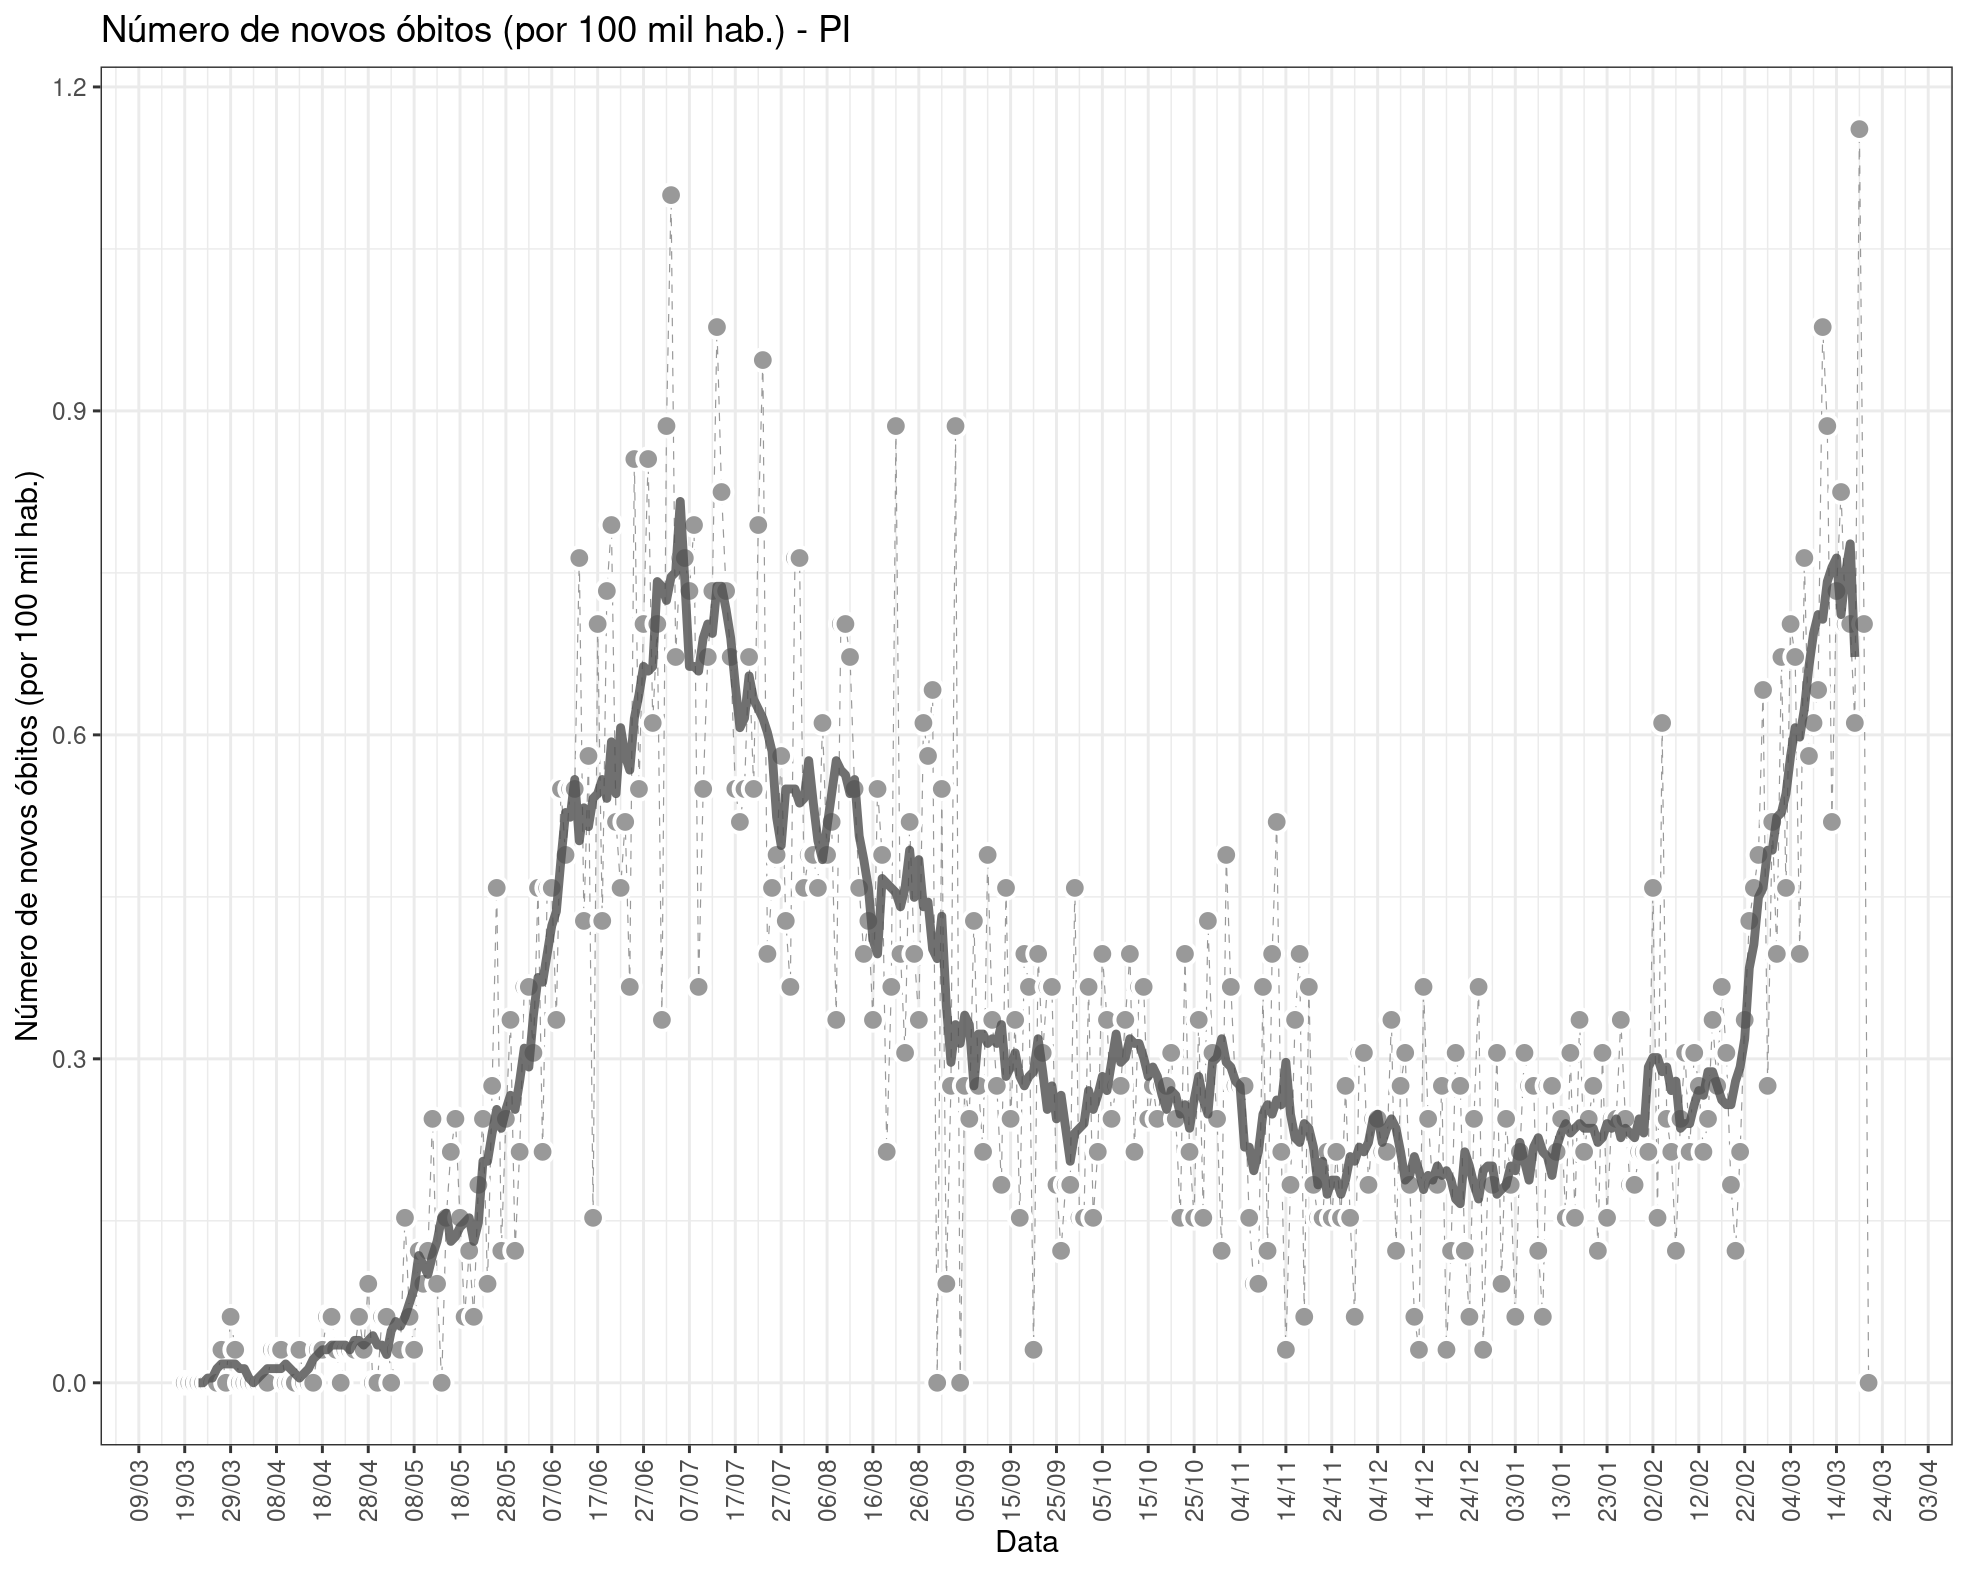 Número de novos óbitos (por 100 mil hab.) - PI
Número de novos óbitos (por 100 mil hab.)
1.2
0.9
0.6
0.3
0.0
09/03 19/03 29/03 08/04 18/04 28/04 08/05 18/05 28/05 07/06 17/06 27/06 07/07 17/07 27/07 06/08 16/08 26/08 05/09 15/09 25/09 05/10 15/10 25/10 04/11 14/11 24/11 04/12 14/12 24/12 03/01 13/01 23/01 02/02 12/02 22/02 04/03 14/03 24/03 03/04
Data